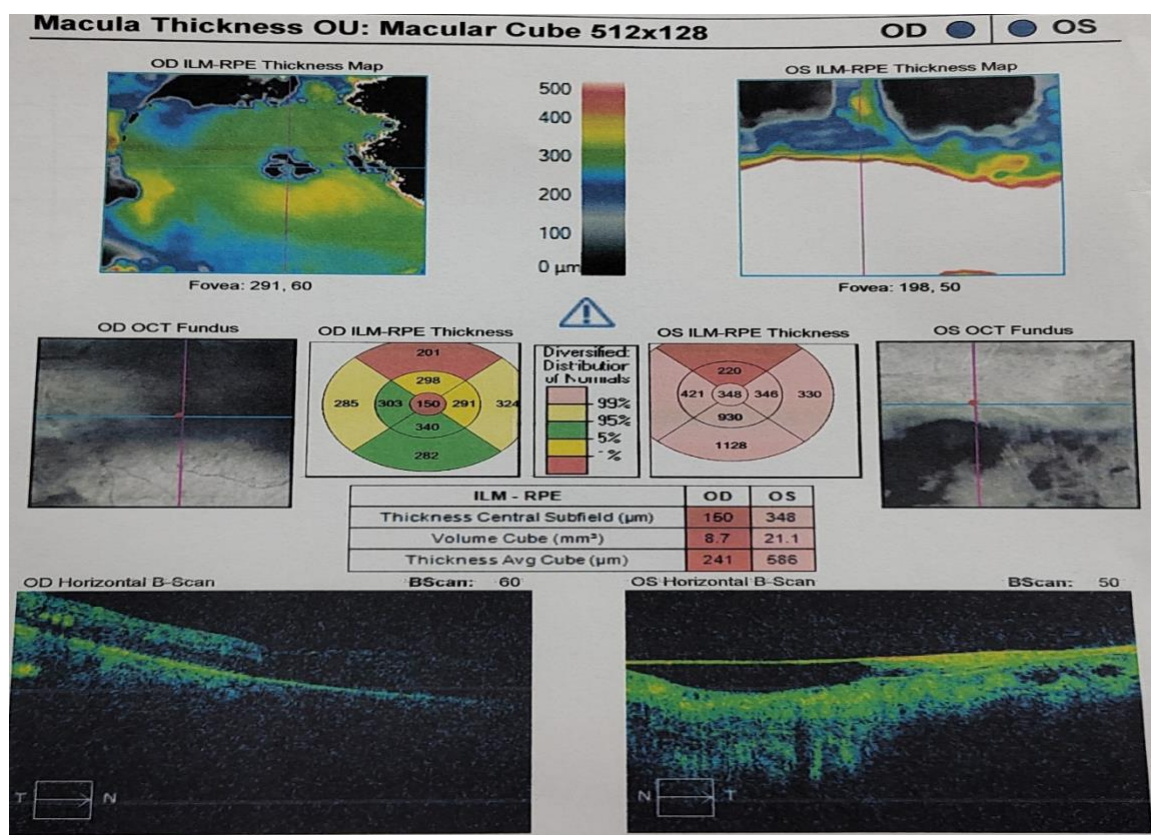 Macula Thickness OU: Macular Cube 512x128 OD OS
OD ILM-RPE Thickness Map
OS ILM-RPE Thickness Map
500
400
300
200
100
0 µm
Fovea: 291, 60
Fovea: 198, 50
OD OCT Fundus
OD ILM-RPE Thickness
OS ILM-RPE Thickness
OS OCT Fundus
201
298
285 303 150 291 324
340
282
Diversified:
Distribution
of Normals
99%
95%
5%
%
220
421 348 346 330
930
1128
ILM - RPE OD OS
Thickness Central Subfield (µm) 150 348
Volume Cube (mm³) 8.7 21.1
Thickness Avg Cube (µm) 241 586
OD Horizontal B-Scan BScan: 60
OS Horizontal B-Scan BScan: 50
T N
N T